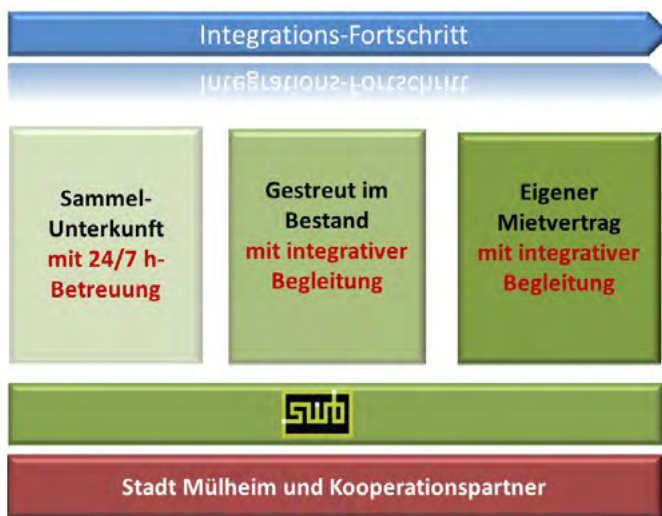 Integrations-Fortschritt
Sammel-
Unterkunft
mit 24/7 h-
Betreuung
Gestreut im
Bestand
mit integrativer
Begleitung
Eigener
Mietvertrag
mit integrativer
Begleitung
swb
Stadt Mülheim und Kooperationspartner